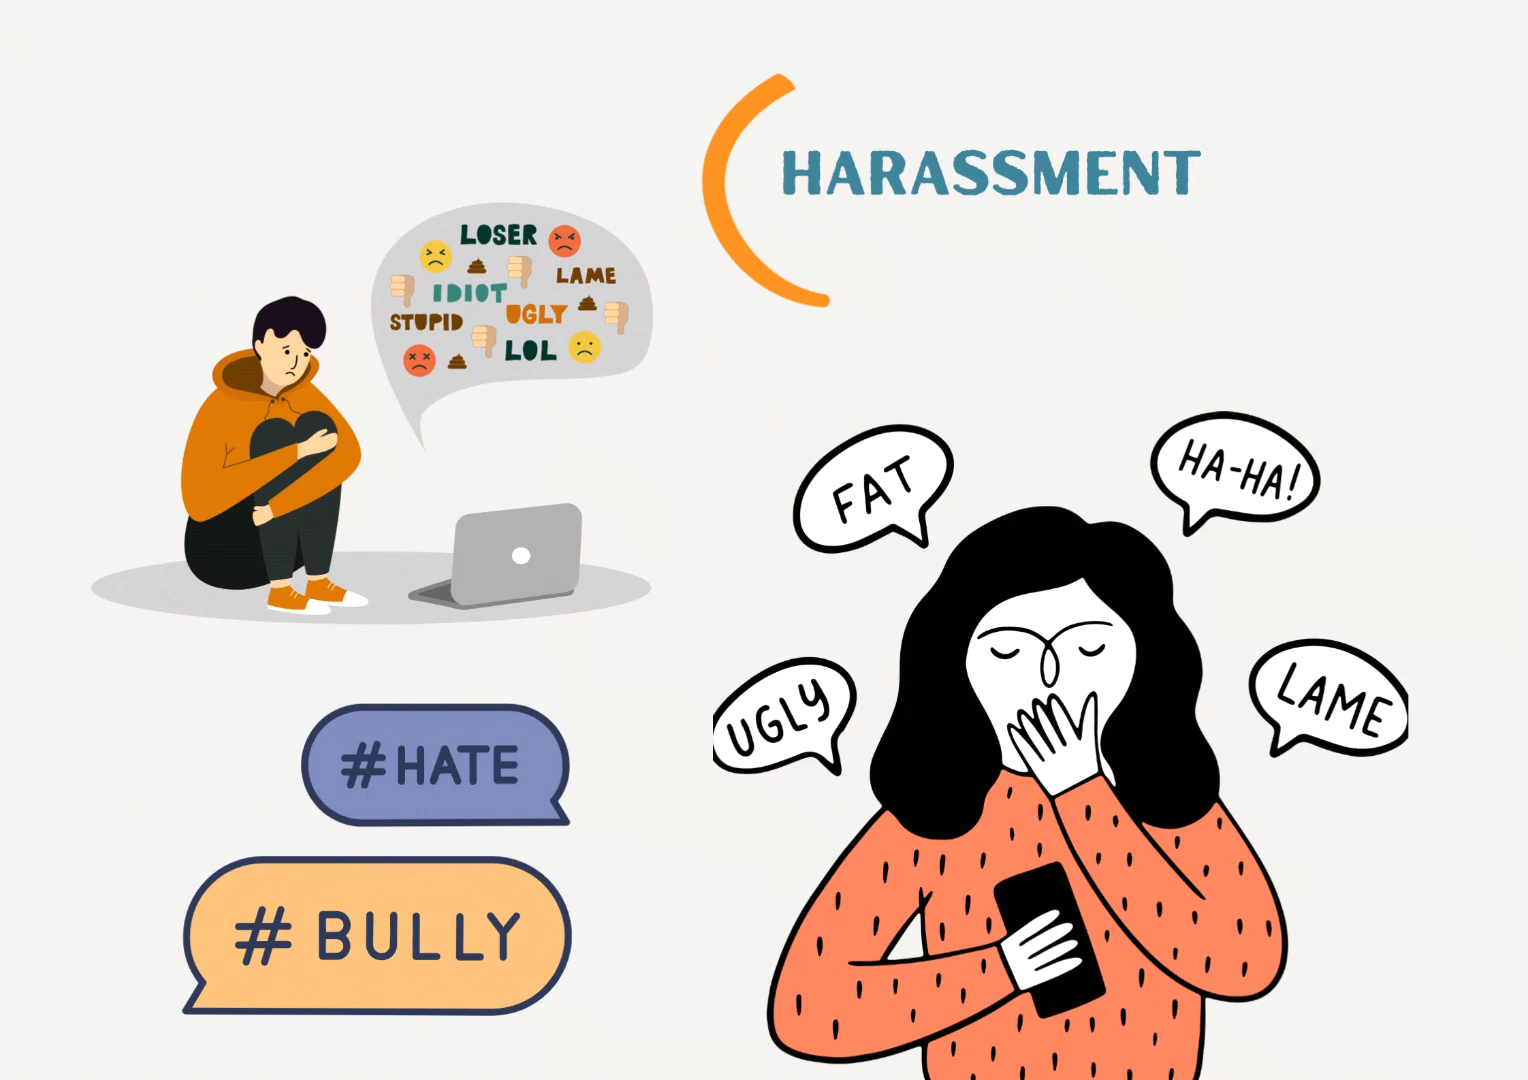 HARASSMENT
LOSER
LAME
IDIOT
UGLY
STUPID
LOL
FAT
HA-HA!
UGLY
LAME
#HATE
# BULLY